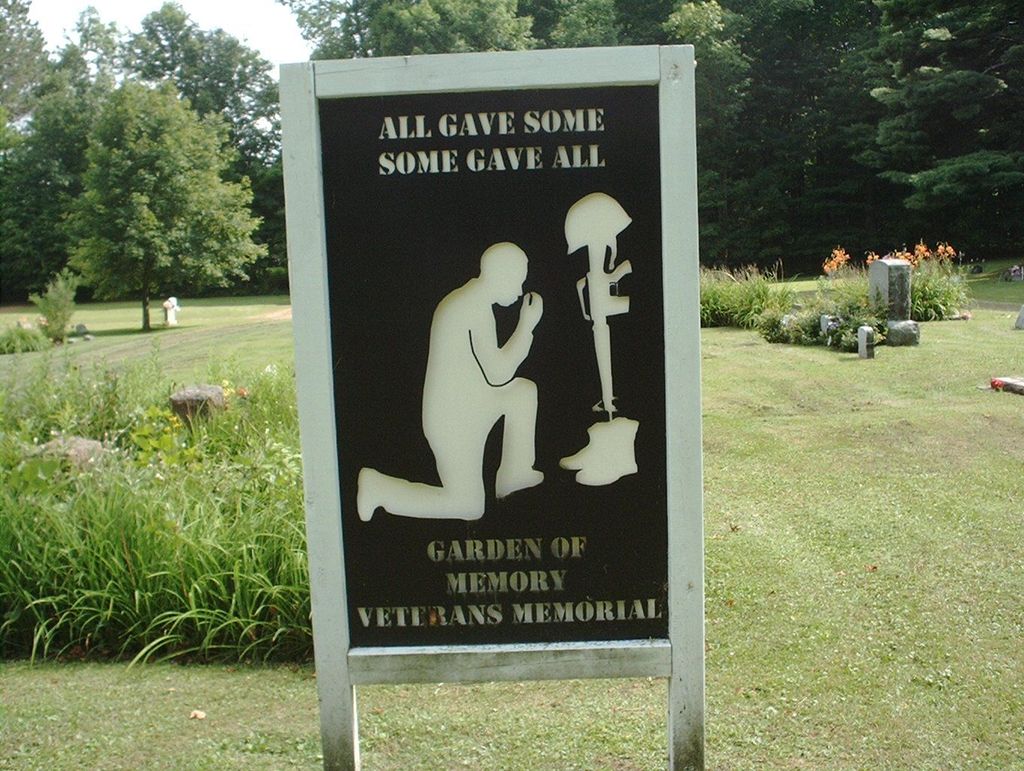 ALL GAVE SOME
SOME GAVE ALL
GARDEN OF
MEMORY
VETERANS MEMORIAL